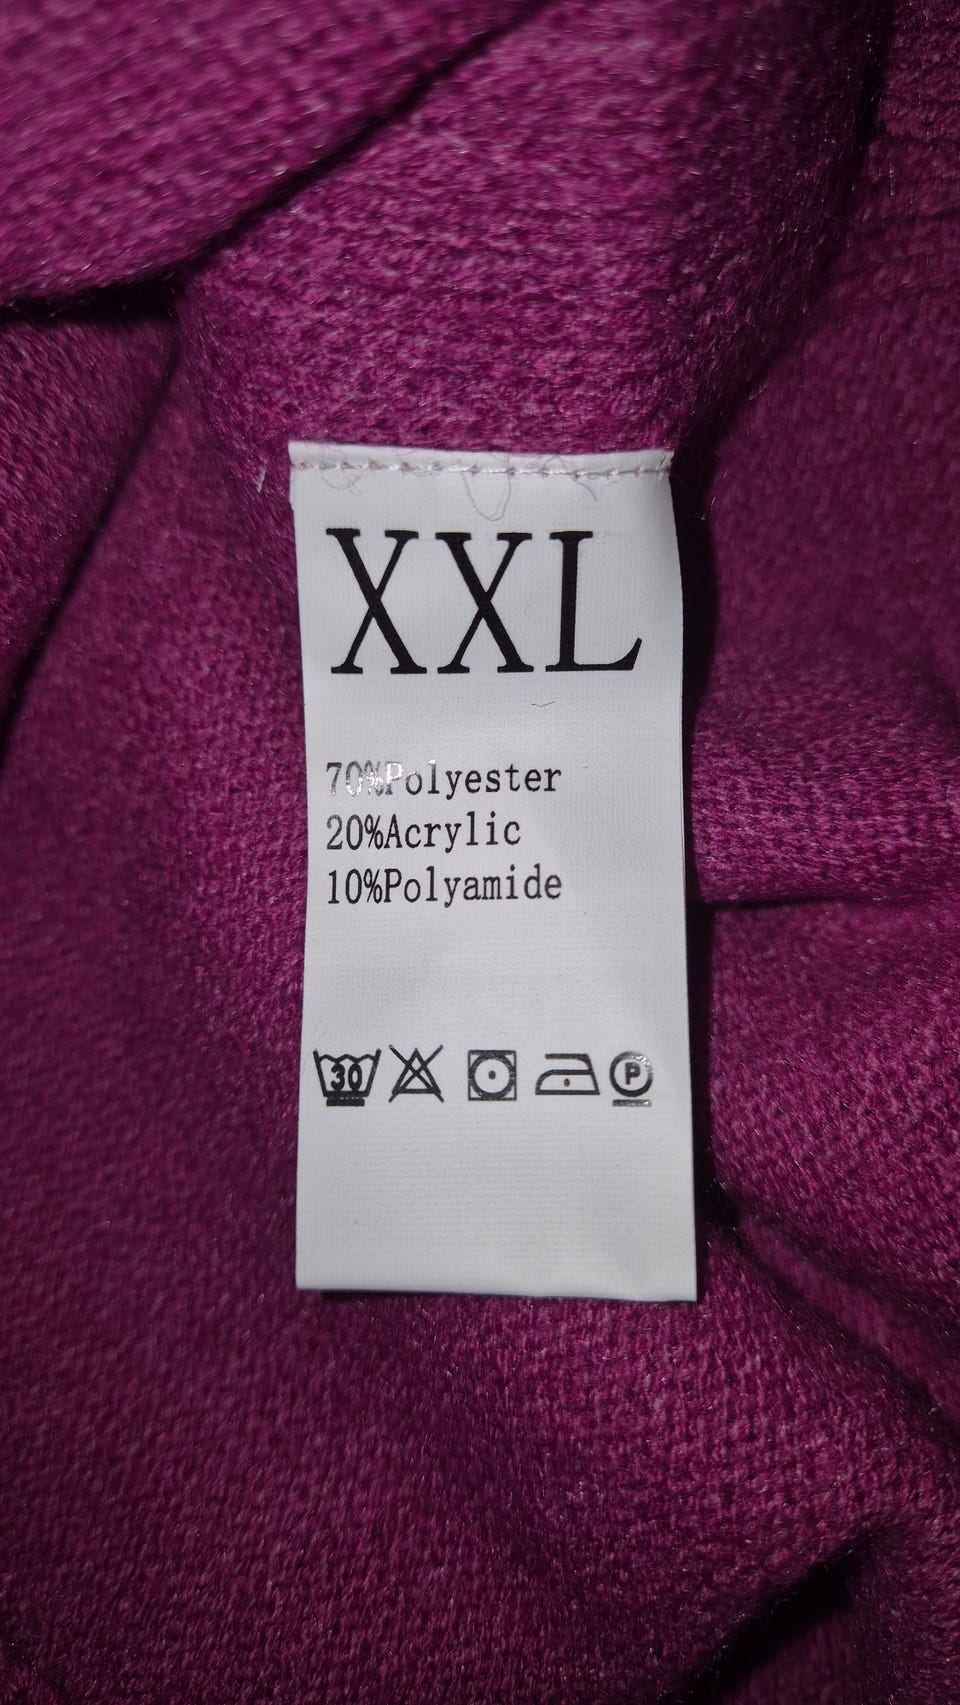 XXL
70%Polyester
20%Acrylic
10%Polyamide
30 P